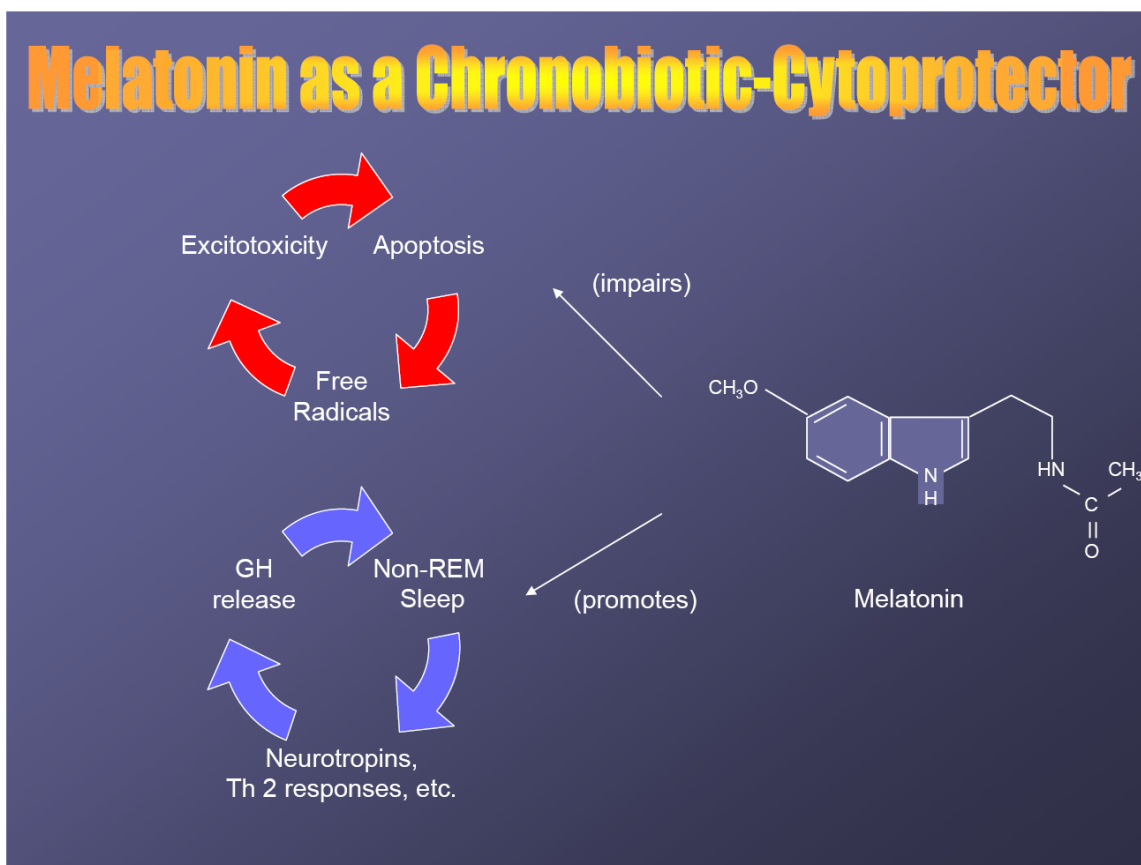 Melatonin as a Chronobiotic-Cytoprotector
Excitotoxicity
Apoptosis
(impairs)
Free
Radicals
CH₃O
N
H
HN
CH₃
C
O
GH
release
Non-REM
Sleep
(promotes)
Melatonin
Neurotropins,
Th 2 responses, etc.